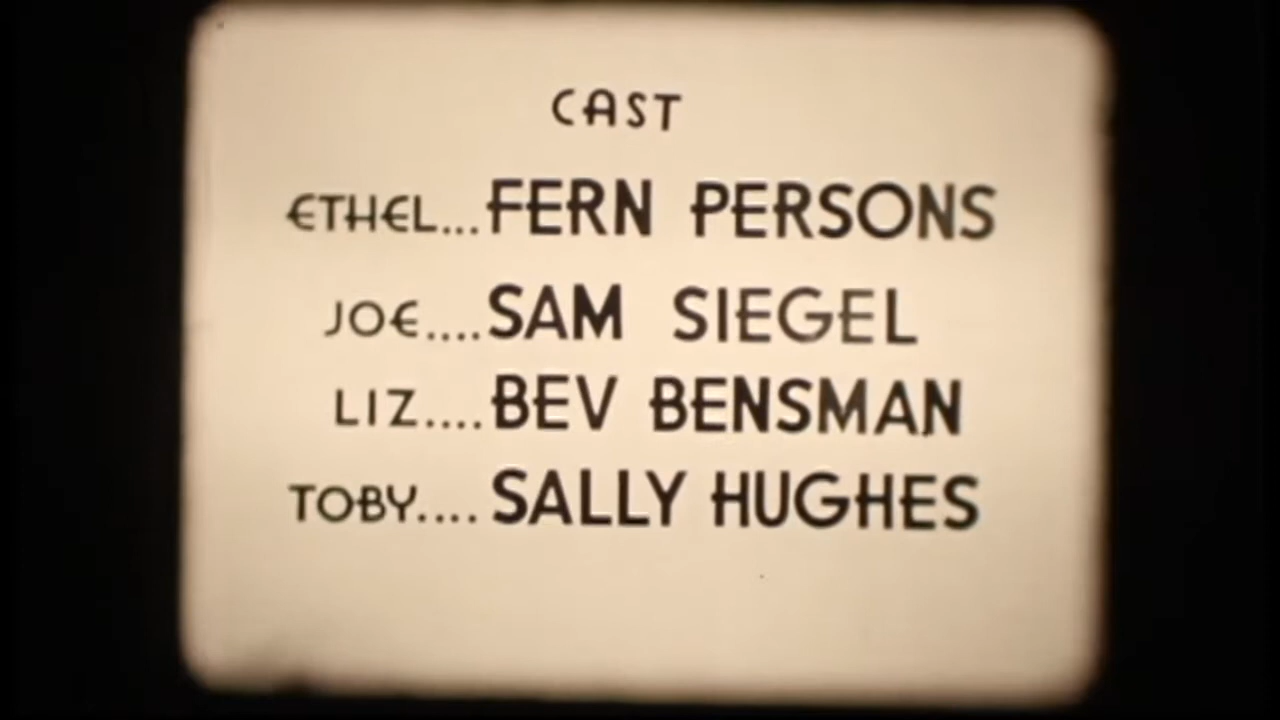 CAST
ETHEL...FERN PERSONS
JOE....SAM SIEGEL
LIZ....BEV BENSMAN
TOBY....SALLY HUGHES